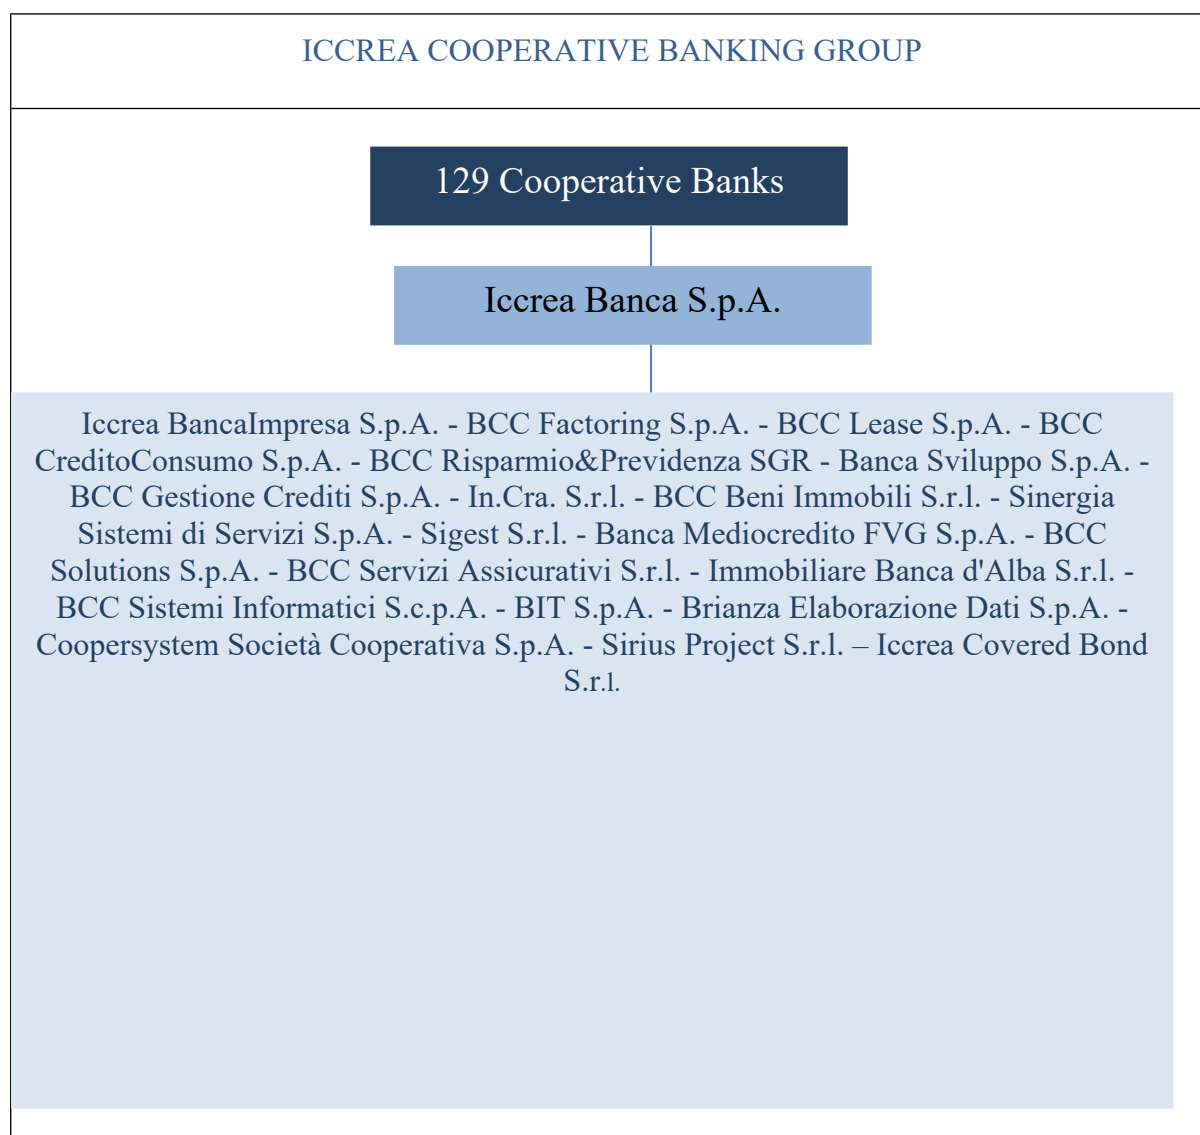 ICCREA COOPERATIVE BANKING GROUP
129 Cooperative Banks
Iccrea Banca S.p.A.
Iccrea BancaImpresa S.p.A. - BCC Factoring S.p.A. - BCC Lease S.p.A. - BCC
CreditoConsumo S.p.A. - BCC Risparmio&Previdenza SGR - Banca Sviluppo S.p.A. -
BCC Gestione Crediti S.p.A. - In.Cra. S.r.l. - BCC Beni Immobili S.r.l. - Sinergia
Sistemi di Servizi S.p.A. - Sigest S.r.l. - Banca Mediocredito FVG S.p.A. - BCC
Solutions S.p.A. - BCC Servizi Assicurativi S.r.l. - Immobiliare Banca d'Alba S.r.l. -
BCC Sistemi Informatici S.c.p.A. - BIT S.p.A. - Brianza Elaborazione Dati S.p.A. -
Coopersystem Società Cooperativa S.p.A. - Sirius Project S.r.l. – Iccrea Covered Bond
S.r.l.